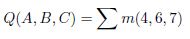 Q(A, B, C) = ∑ m(4, 6, 7)